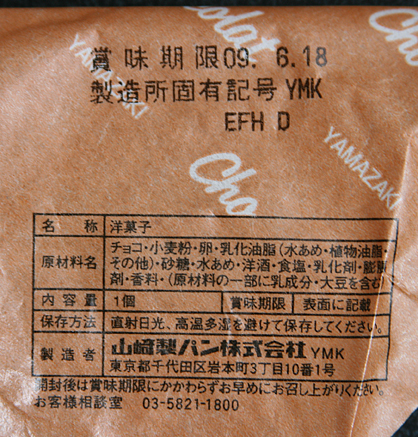 Chocolat
賞味期限09. 6.18
YAMAZAKI
製造所固有記号 YMK
EFH D
YAMAZAKI
Cho
名 称 洋菓子
原材料名 チョコ・小麦粉・卵・乳化油脂(水あめ・植物油脂・
その他)・砂糖・水あめ・洋酒・食塩・乳化剤・膨張
剤・香料・(原材料の一部に乳成分・大豆を含む
内 容 量 1個 賞味期限 表面に記載
保存方法 直射日光、高温多湿を避けて保存してください。
製 造 者 山崎製パン株式会社 YMK
東京都千代田区岩本町3丁目10番1号
開封後は賞味期限にかかわらずお早めにお召し上がりください。
お客様相談室 03-5821-1800